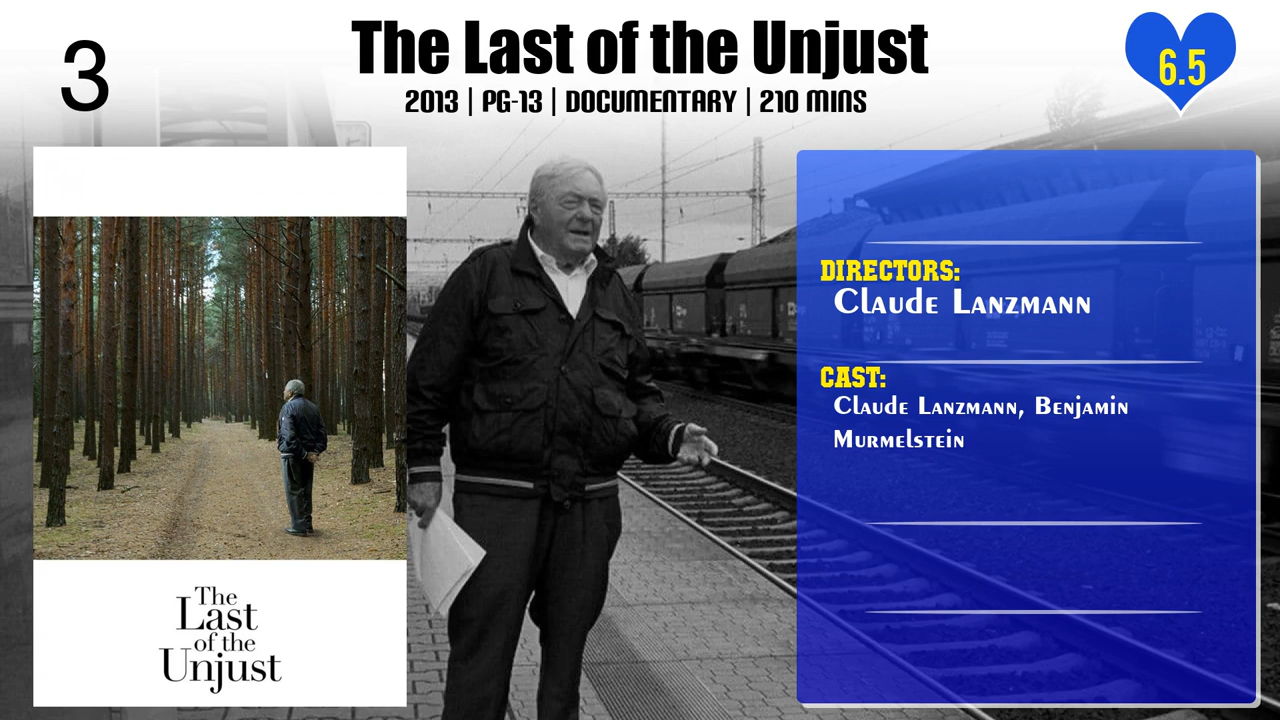 3
The Last of the Unjust
2013 | PG-13 | DOCUMENTARY | 210 MINS
6.5
DIRECTORS:
Claude Lanzmann
CAST:
Claude Lanzmann, Benjamin
Murmelstein
The
Last
of the
Unjust